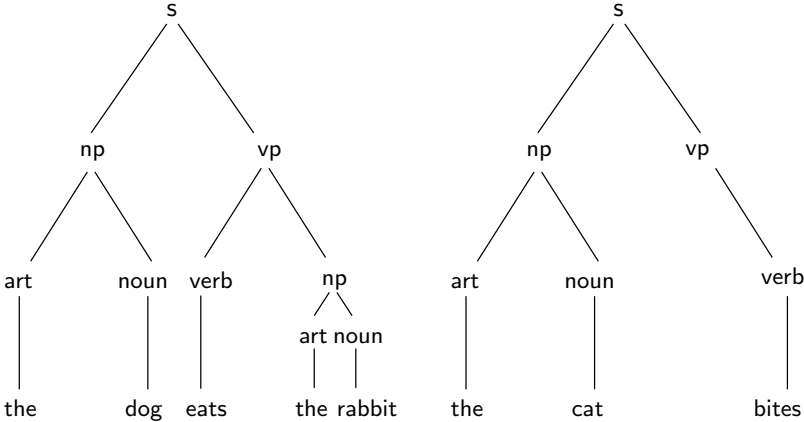 s s
np vp np vp
art noun verb np art noun verb
art noun
the dog eats the rabbit the cat bites